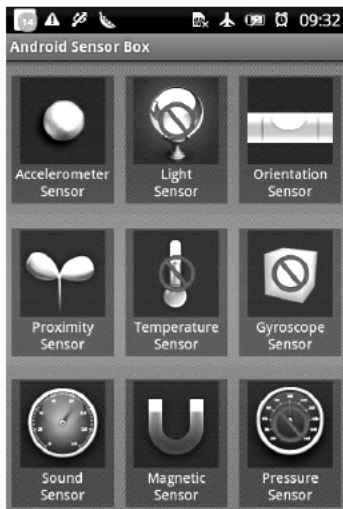 14 09:32
Android Sensor Box
Accelerometer Sensor
Light Sensor
Orientation Sensor
Proximity Sensor
Temperature Sensor
Gyroscope Sensor
Sound Sensor
Magnetic Sensor
Pressure Sensor